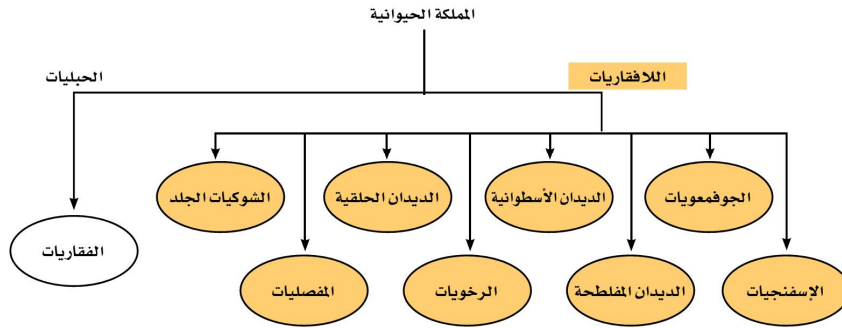 المملكة الحيوانية
اللافقاريات
الحبليات
الجوفمعويات
الديدان الأسطوانية
الديدان الحلقية
الشوكيات الجلد
الفقاريات
الإسفنجيات
الديدان المفلطحة
الرخويات
المفصليات